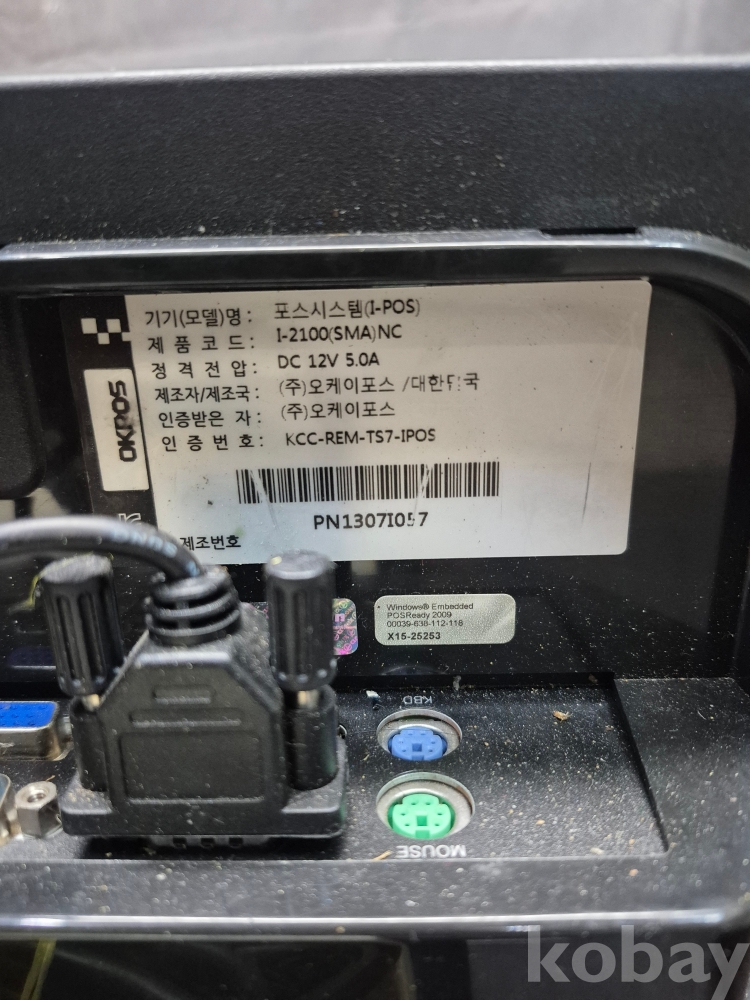 기기(모델)명 : 포스시스템(I-POS)
제 품 코 드 : I-2100(SMA)NC
정 격 전 압 : DC 12V 5.0A
제조자/제조국 : (주)오케이포스 /대한민국
인증받은 자 : (주)오케이포스
인 증 번 호 : KCC-REM-TS7-IPOS
OKPOS
PN1307I057
제조번호
Windows® Embedded
POSReady 2009
00039-638-112-118
X15-25253
KBD
MOUSE
kobay